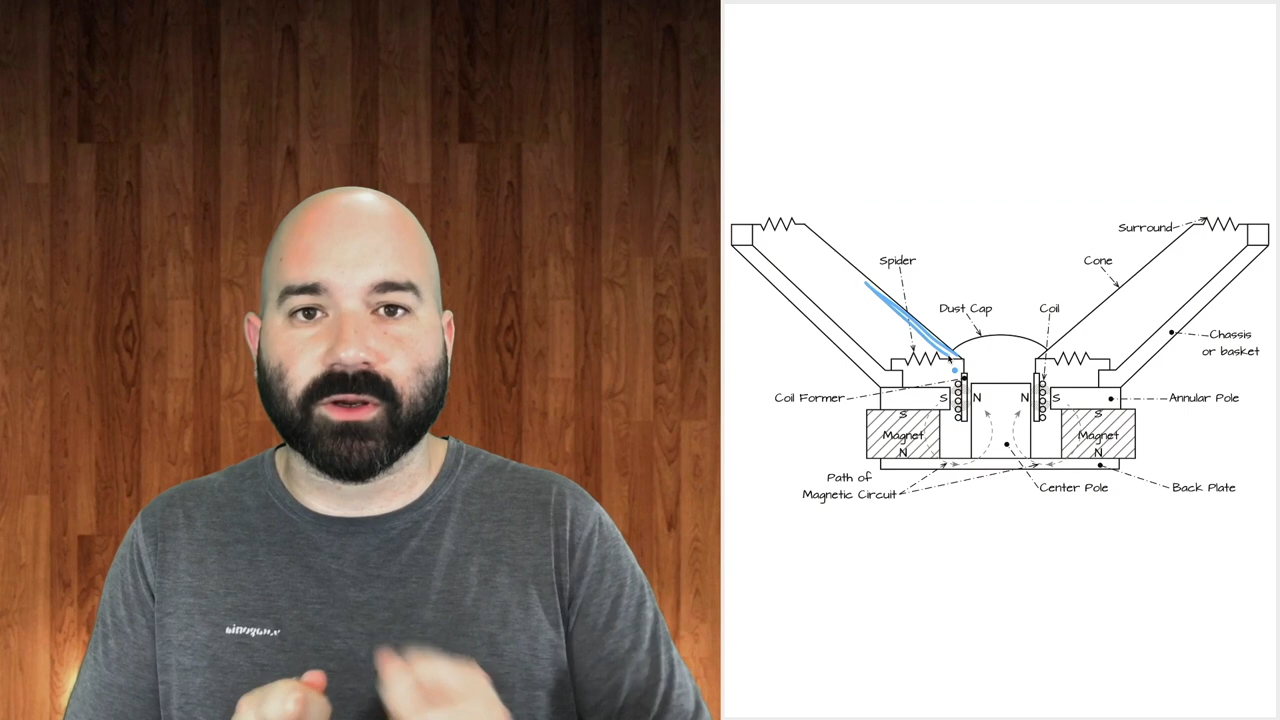 Surround
Spider
Cone
Dust Cap
Coil
Chassis
or basket
Coil Former
S
N
N
S
Annular Pole
S
S
Magnet
Magnet
N
N
Path of
Magnetic Circuit
Center Pole
Back Plate